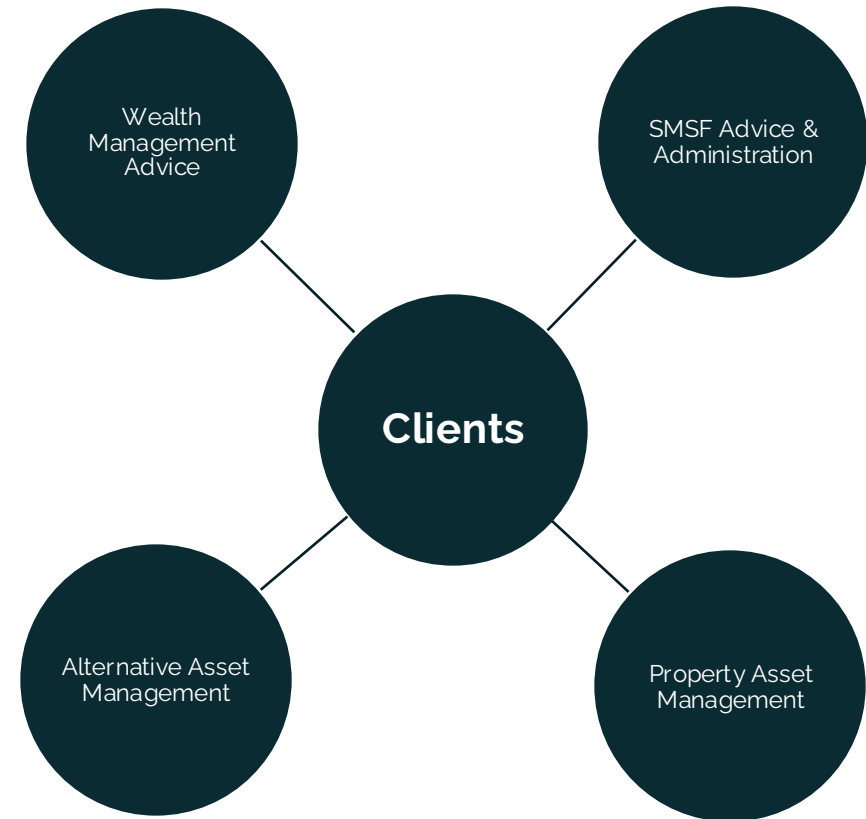 Wealth
Management
Advice
SMSF Advice &
Administration
Clients
Alternative Asset
Management
Property Asset
Management